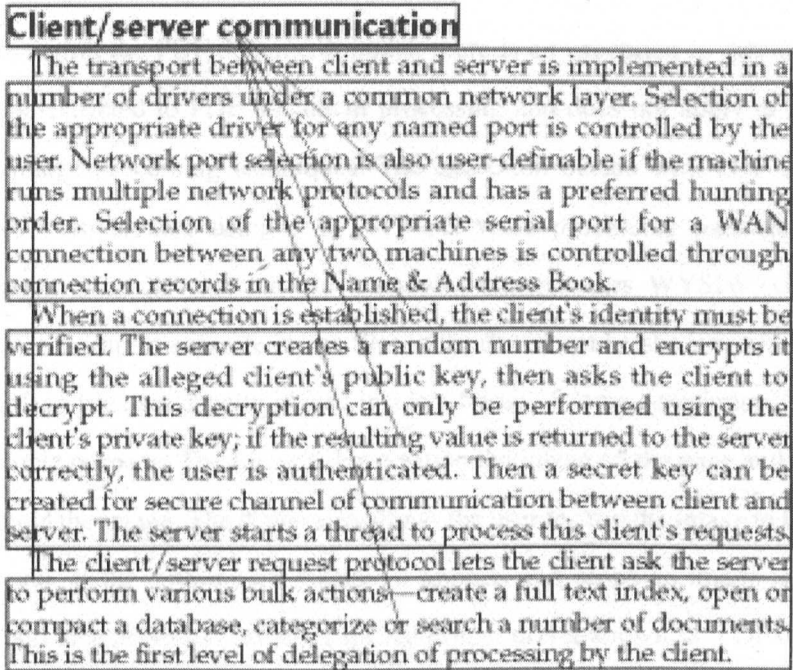 Client/server communication
The transport between client and server is implemented in a
number of drivers under a common network layer. Selection of
the appropriate driver for any named port is controlled by the
user. Network port selection is also user-definable if the machine
runs multiple network protocols and has a preferred hunting
order. Selection of the appropriate serial port for a WAN
connection between any two machines is controlled through
connection records in the Name & Address Book.
When a connection is established, the client's identity must be
verified. The server creates a random number and encrypts it
using the alleged client's public key, then asks the client to
decrypt. This decryption can only be performed using the
client's private key; if the resulting value is returned to the server
correctly, the user is authenticated. Then a secret key can be
created for secure channel of communication between client and
server. The server starts a thread to process this client's requests.
The client/server request protocol lets the client ask the server
to perform various bulk actions—create a full text index, open or
compact a database, categorize or search a number of documents.
This is the first level of delegation of processing by the client.